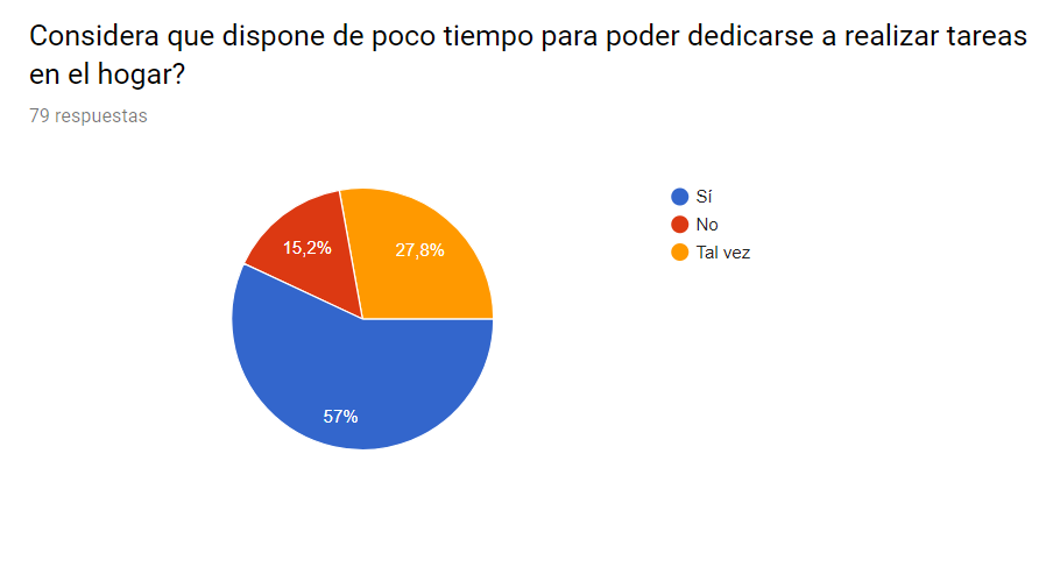 Considera que dispone de poco tiempo para poder dedicarse a realizar tareas
en el hogar?
79 respuestas
Sí
No
Tal vez
15,2%
27,8%
57%